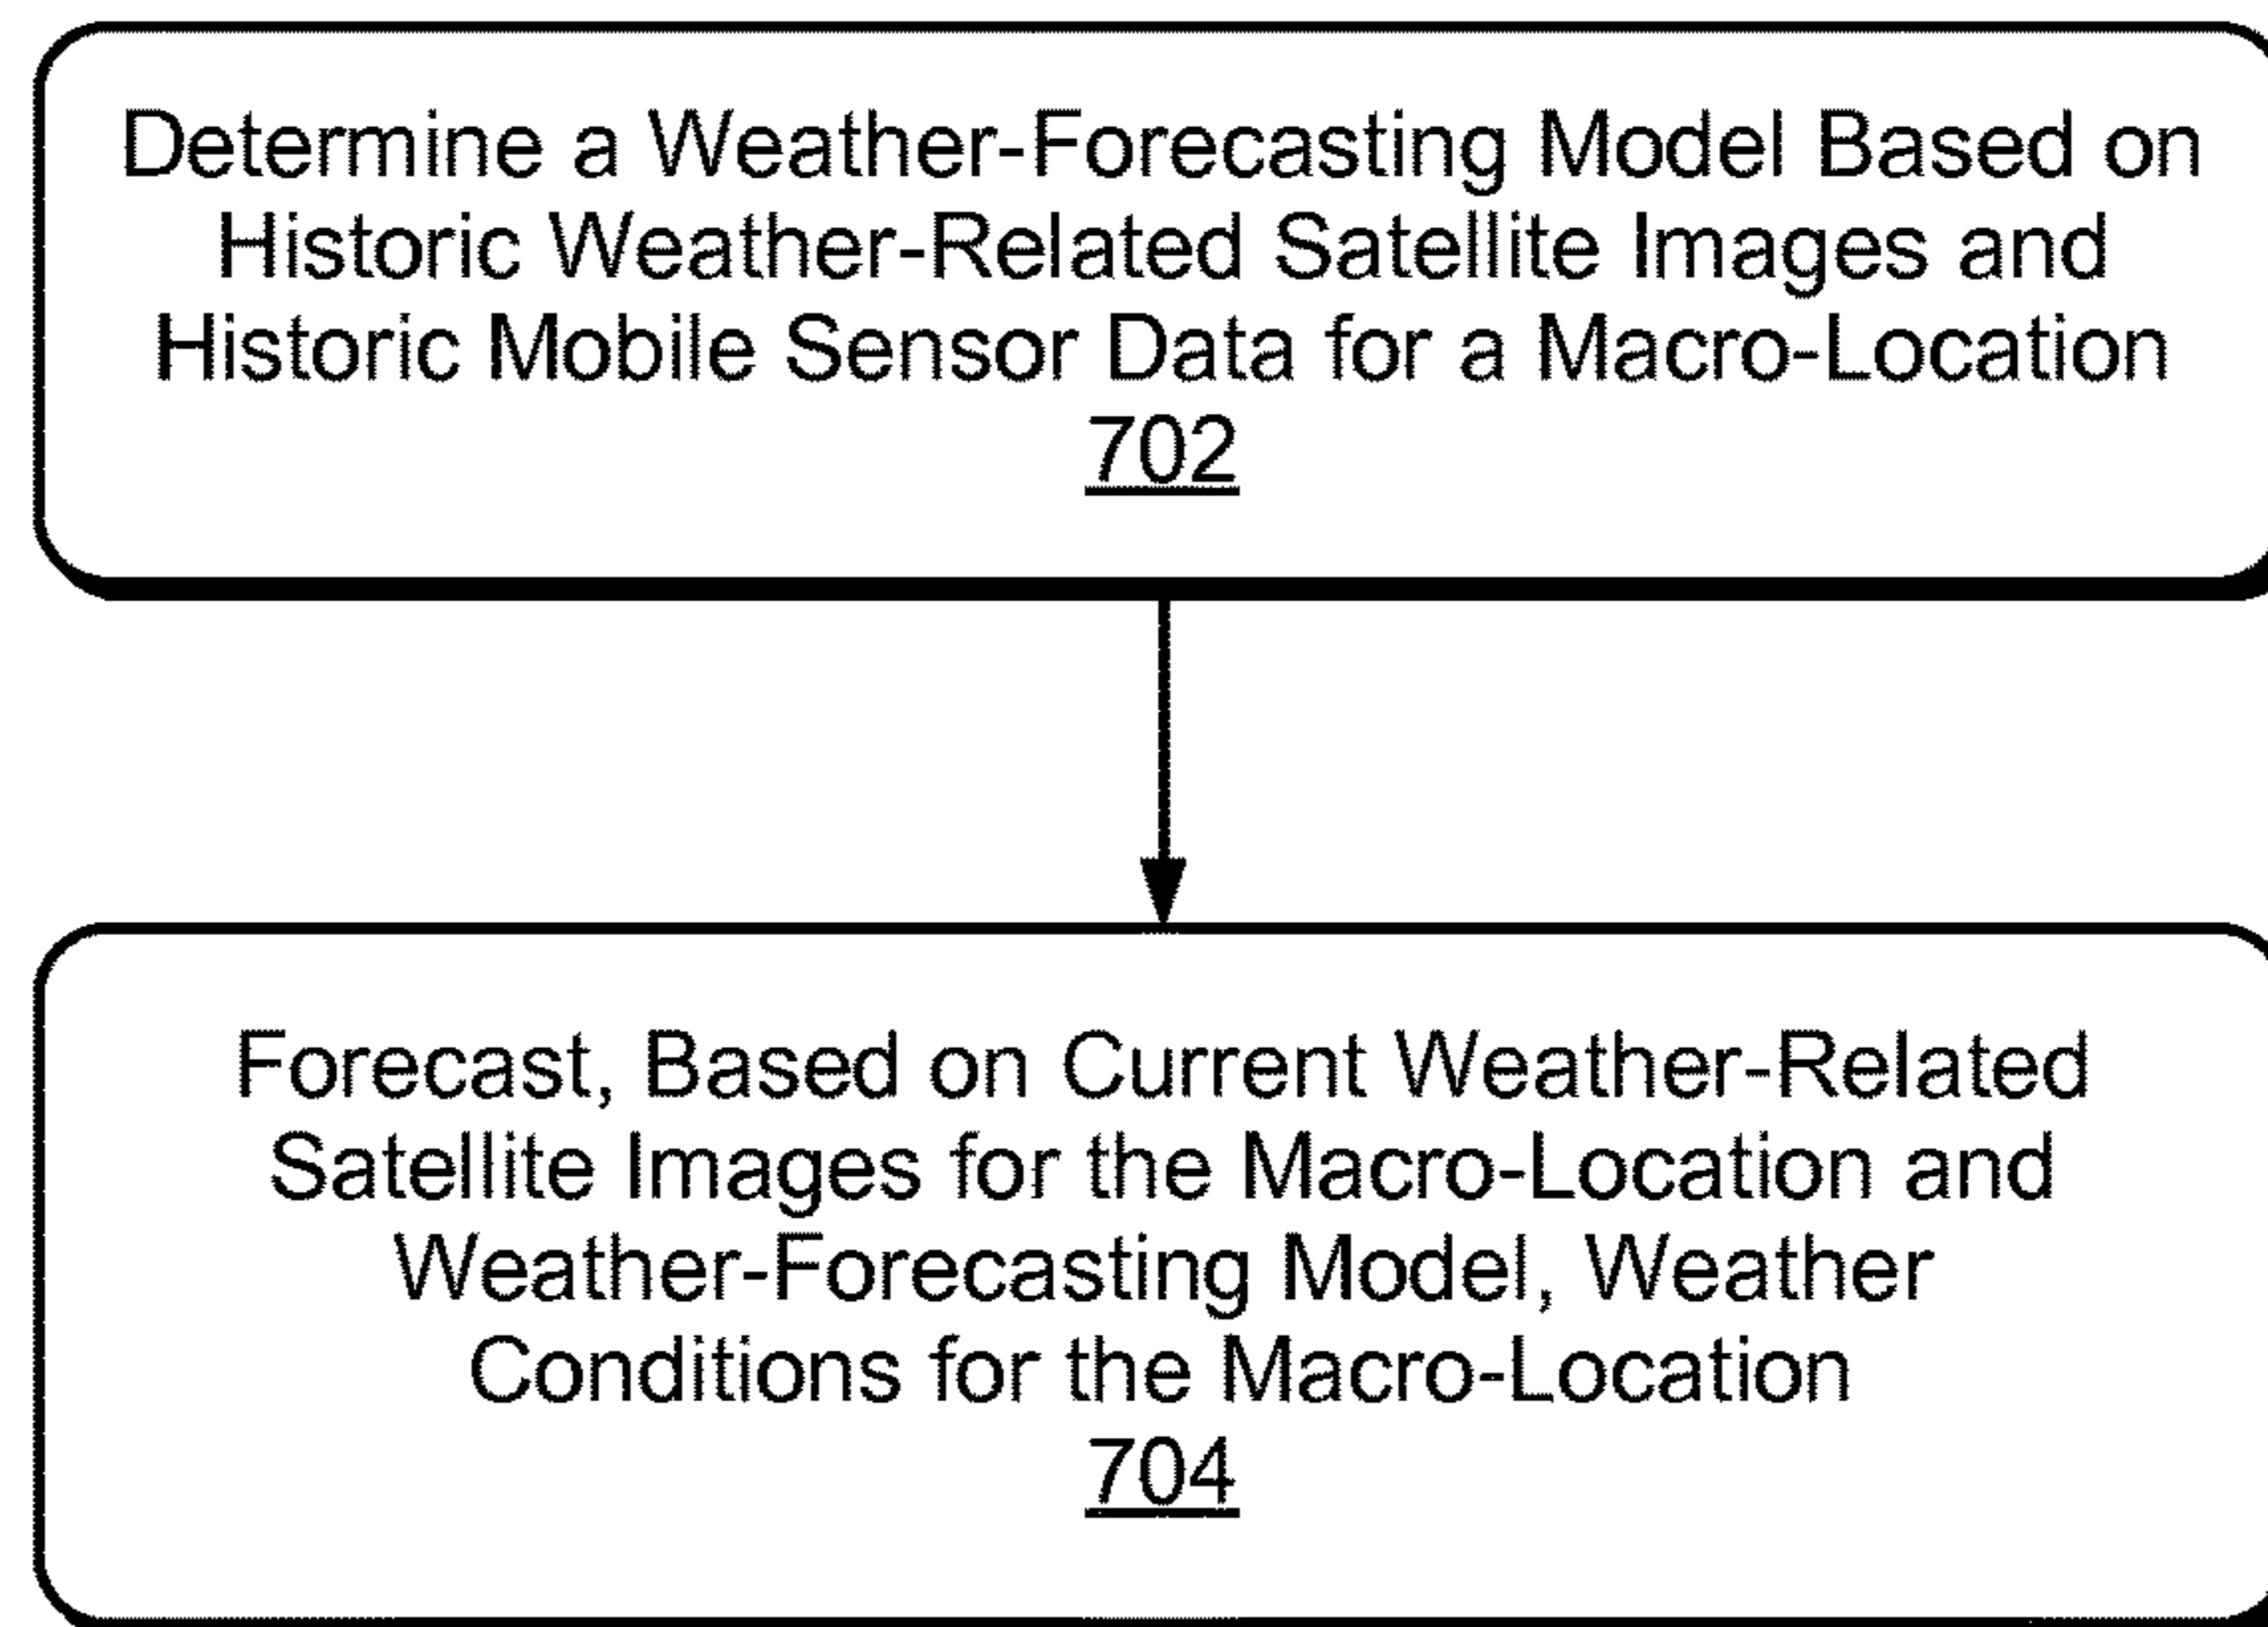 Determine a Weather-Forecasting Model Based on
Historic Weather-Related Satellite Images and
Historic Mobile Sensor Data for a Macro-Location
702
Forecast, Based on Current Weather-Related
Satellite Images for the Macro-Location and
Weather-Forecasting Model, Weather
Conditions for the Macro-Location
704